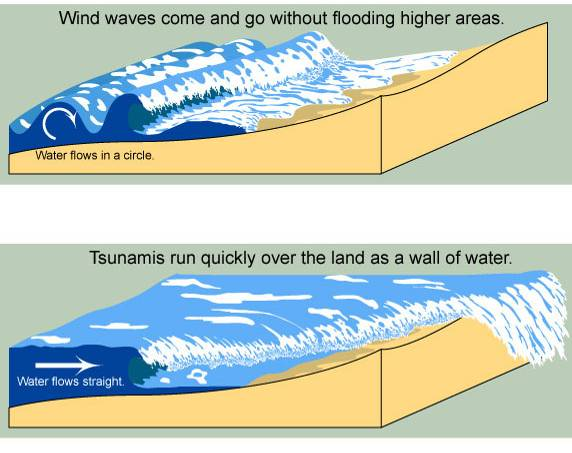 Wind waves come and go without flooding higher areas.
Water flows in a circle.
Tsunamis run quickly over the land as a wall of water.
Water flows straight.